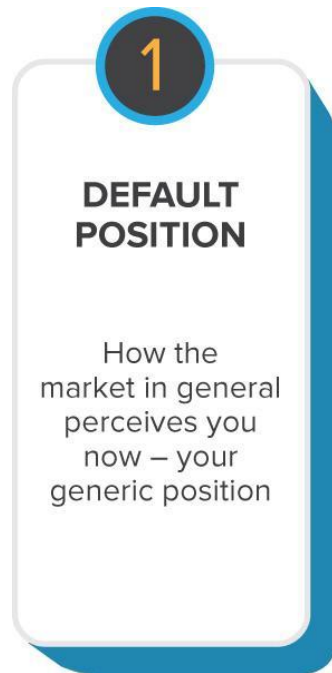 1
DEFAULT
POSITION
How the
market in general
perceives you
now – your
generic position